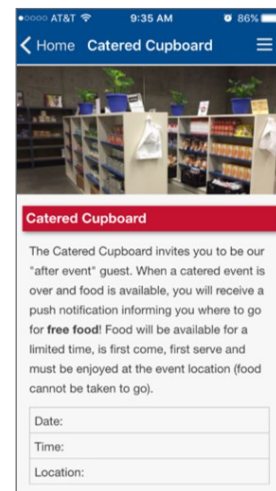 AT&T 9:35 AM 86%
Home Catered Cupboard
Catered Cupboard
The Catered Cupboard invites you to be our
"after event" guest. When a catered event is
over and food is available, you will receive a
push notification informing you where to go
for free food! Food will be available for a
limited time, is first come, first serve and
must be enjoyed at the event location (food
cannot be taken to go).
Date:
Time:
Location: